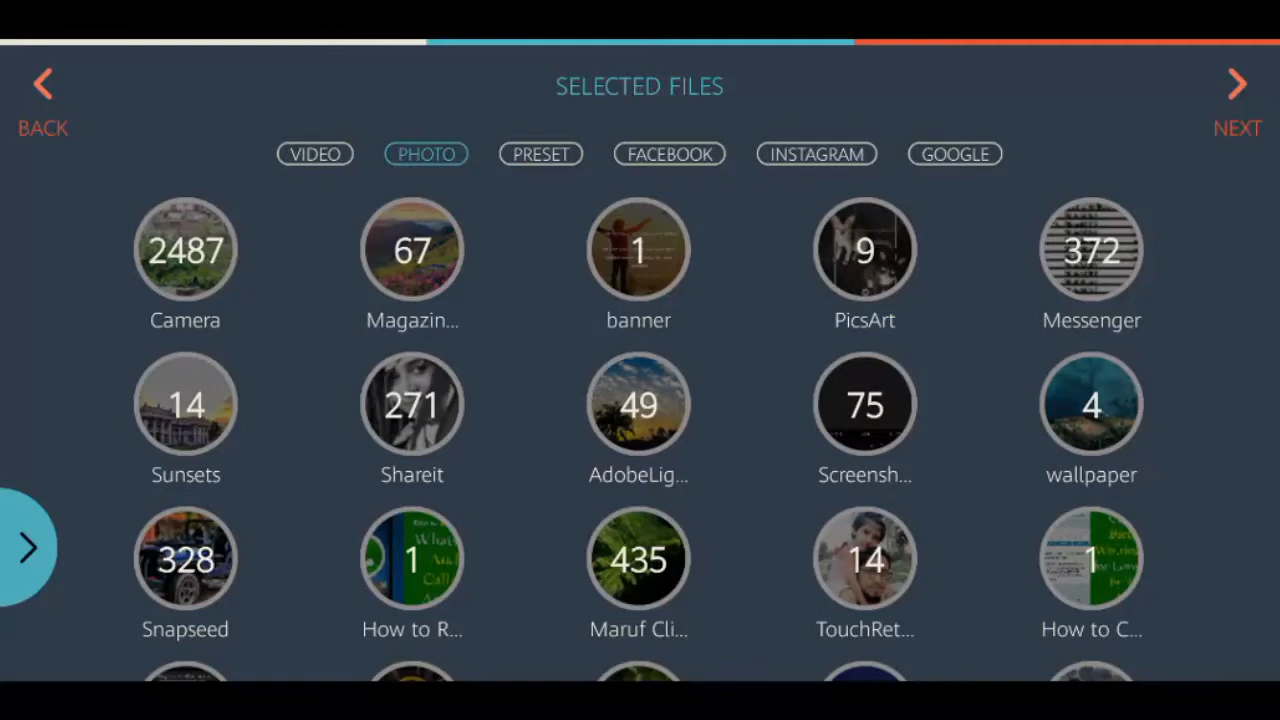 SELECTED FILES
BACK
NEXT
VIDEO PHOTO PRESET FACEBOOK INSTAGRAM GOOGLE
2487 67 1 9 372
Camera Magazin... banner PicsArt Messenger
14 271 49 75 4
Sunsets Shareit AdobeLig... Screensh... wallpaper
328 1 435 14 1
Snapseed How to R... Maruf Cli... TouchRet... How to C...